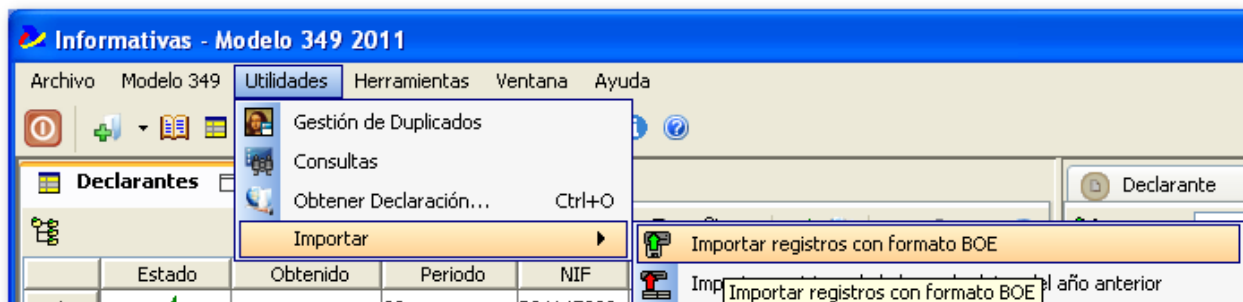 Informativas - Modelo 349 2011
Archivo Modelo 349 Utilidades Herramientas Ventana Ayuda
Gestión de Duplicados
Consultas
Declarantes
Declarante
Obtener Declaración... Ctrl+O
Importar
Importar registros con formato BOE
Estado Obtenido Periodo NIF
el año anterior
Importar registros con formato BOE